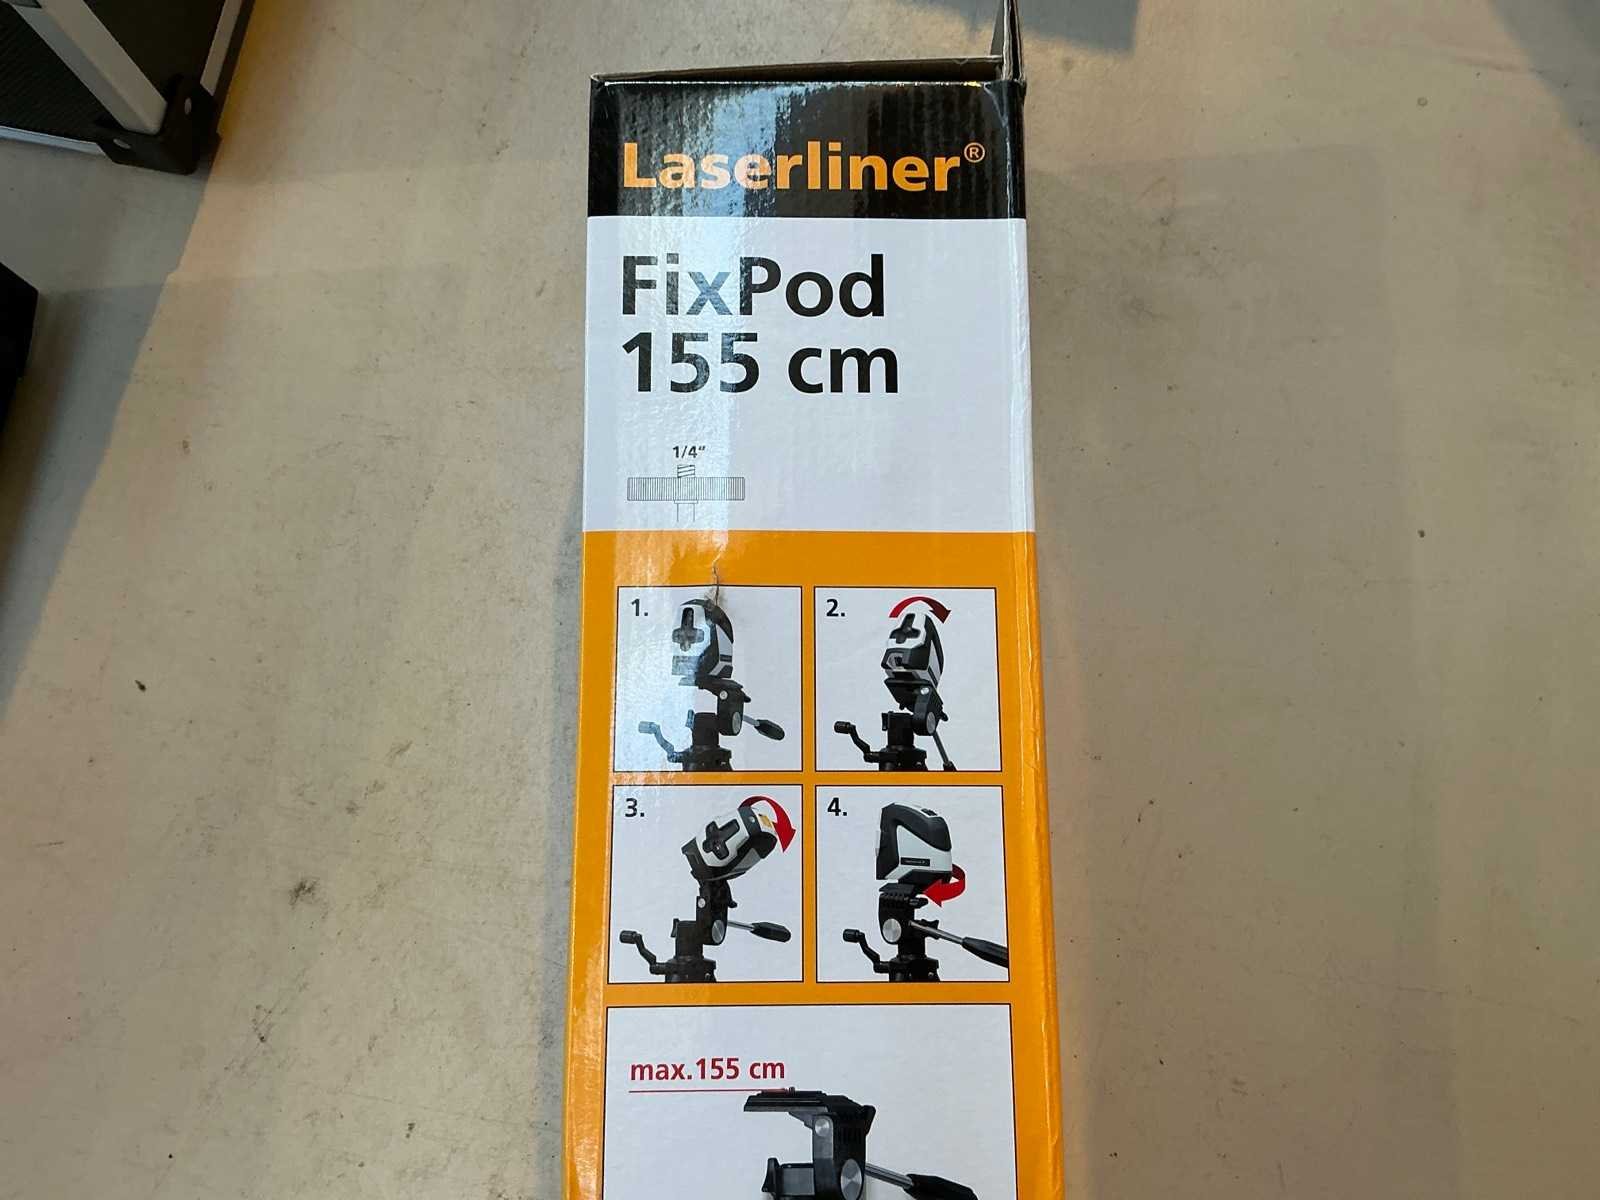 Laserliner®
FixPod
155 cm
1/4“
1.
2.
3.
4.
max.155 cm